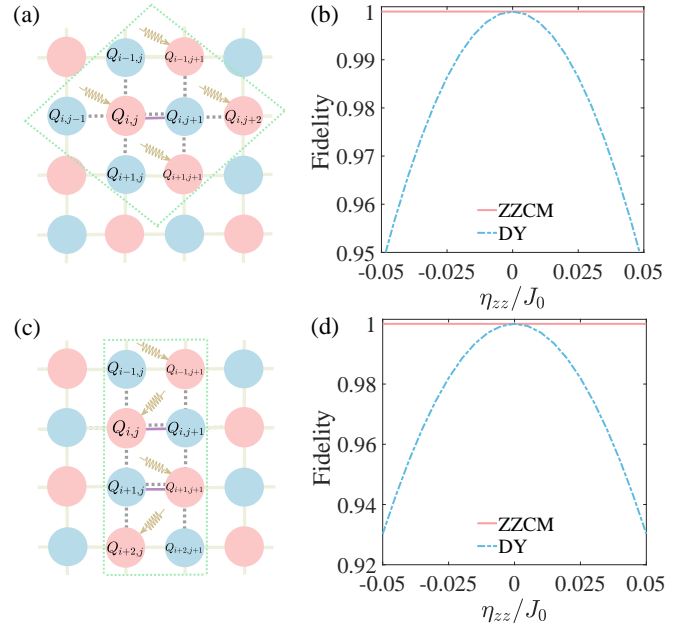 (a)
Q_{i-1,j}
Q_{i-1,j+1}
Q_{i,j-1}
Q_{i,j}
Q_{i,j+1}
Q_{i,j+2}
Q_{i+1,j}
Q_{i+1,j+1}
(b)
Fidelity
1
0.99
0.98
0.97
0.96
0.95
ZZCM
DY
-0.05 -0.025 0 0.025 0.05
η_{zz}/J_0
(c)
Q_{i-1,j}
Q_{i-1,j+1}
Q_{i,j}
Q_{i,j+1}
Q_{i+1,j}
Q_{i+1,j+1}
Q_{i+2,j}
Q_{i+2,j+1}
(d)
Fidelity
1
0.98
0.96
0.94
0.92
ZZCM
DY
-0.05 -0.025 0 0.025 0.05
η_{zz}/J_0